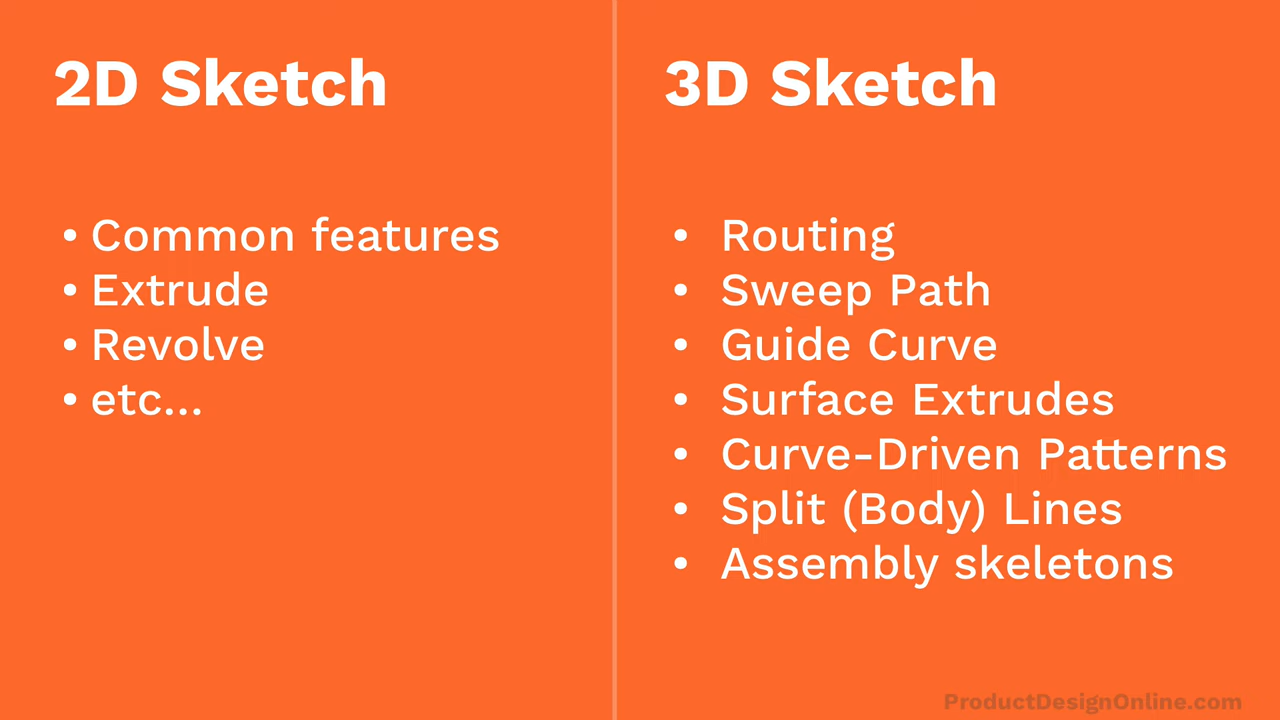 2D Sketch
• Common features
• Extrude
• Revolve
• etc...
3D Sketch
• Routing
• Sweep Path
• Guide Curve
• Surface Extrudes
• Curve-Driven Patterns
• Split (Body) Lines
• Assembly skeletons
ProductDesignOnline.com